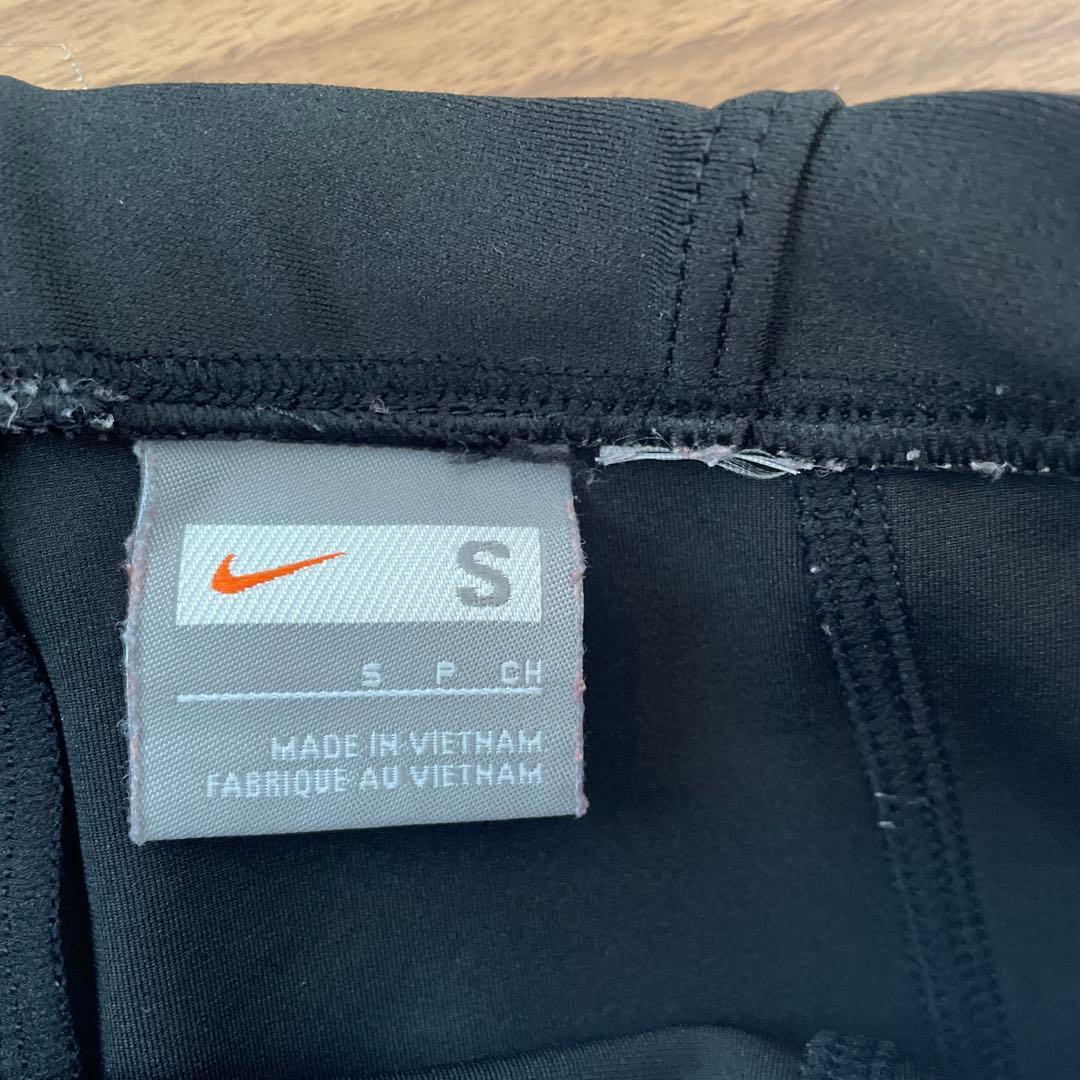 S
S P CH
MADE IN VIETNAM
FABRIQUE AU VIETNAM